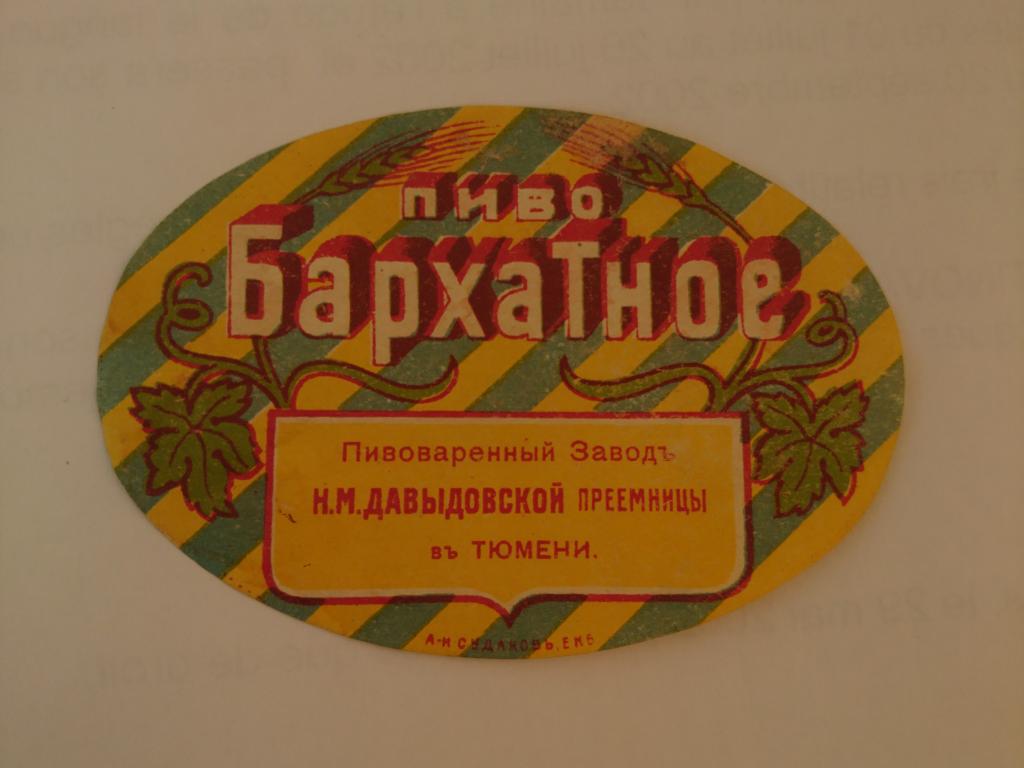 пиво
Бархатное
Пивоваренный Заводъ
Н.М.ДАВЫДОВСКОЙ ПРЕЕМНИЦЫ
въ ТЮМЕНИ.
А-И СУДАКОВЪ, ЕКБ